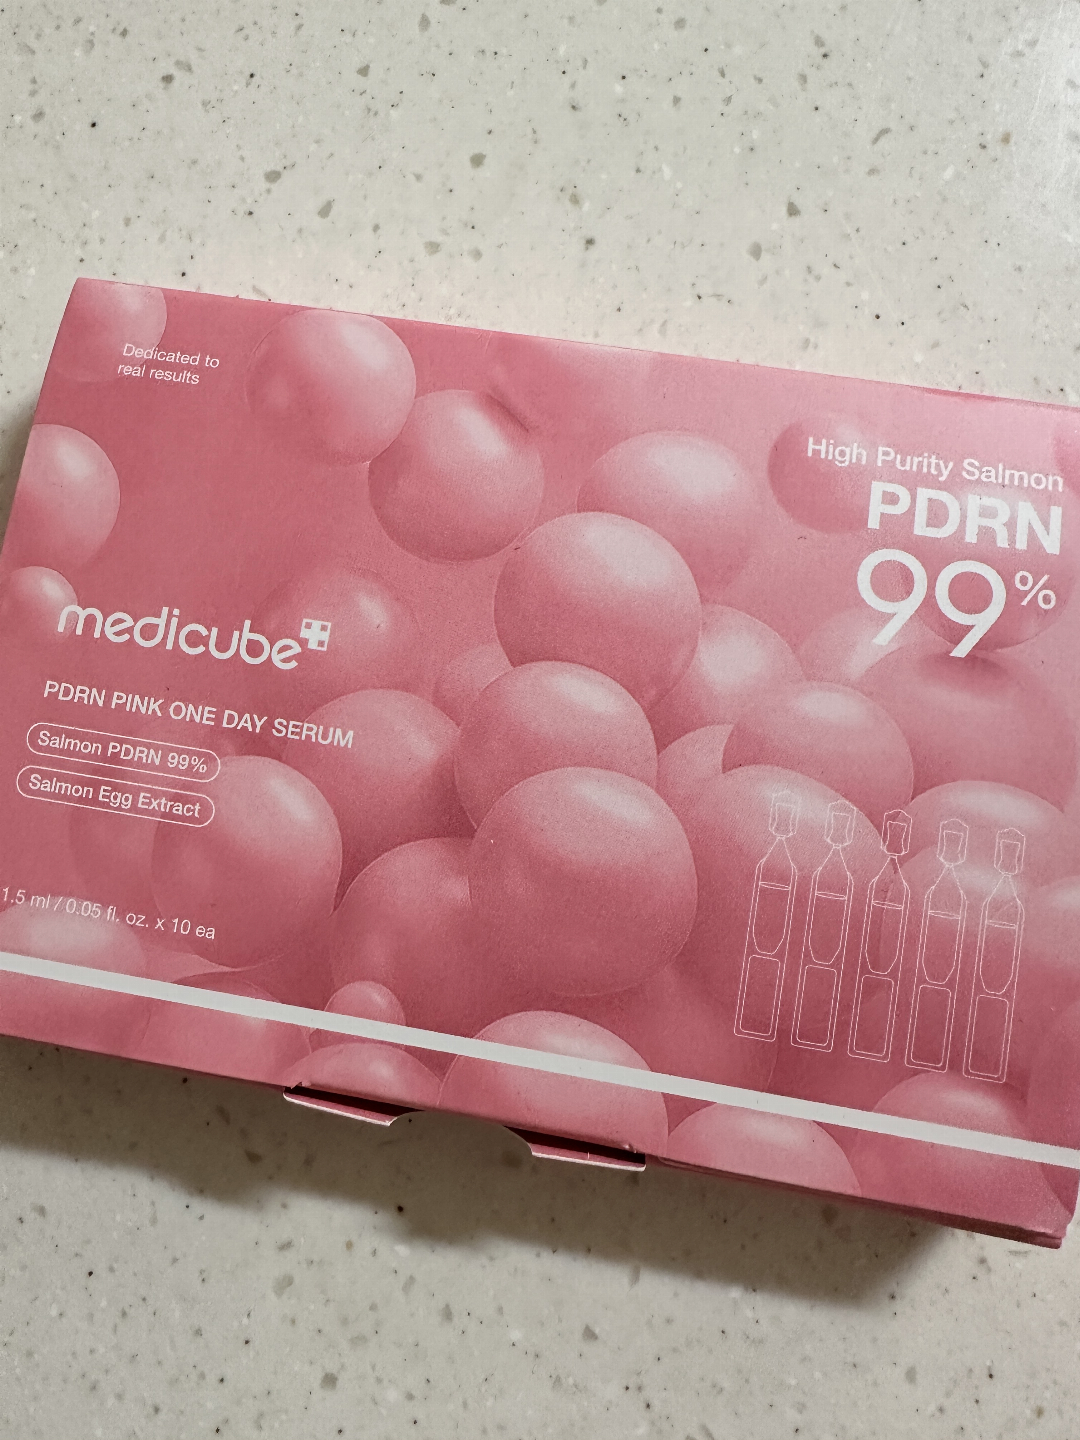 Dedicated to
real results
High Purity Salmon
PDRN
99%
medicube
PDRN PINK ONE DAY SERUM
Salmon PDRN 99%
Salmon Egg Extract
1.5 ml / 0.05 fl. oz. x 10 ea